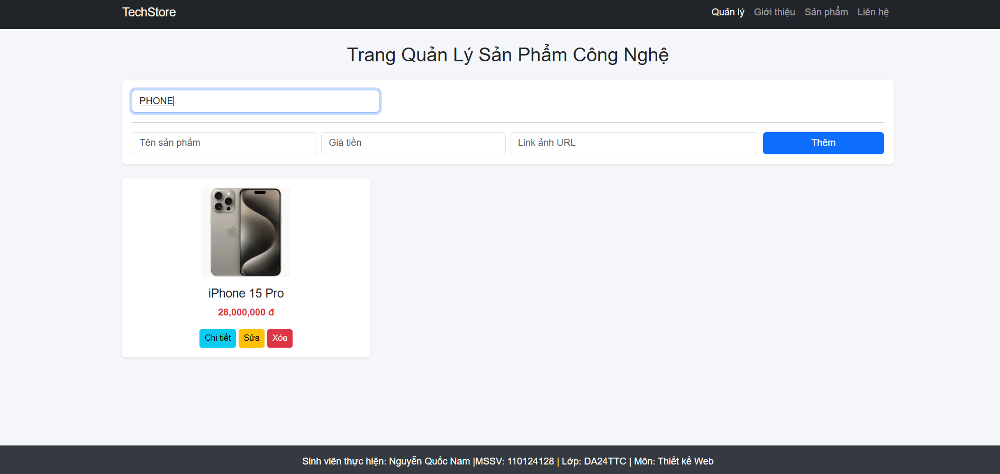 TechStore
Quản lý Giới thiệu Sản phẩm Liên hệ
Trang Quản Lý Sản Phẩm Công Nghệ
PHONE
Tên sản phẩm Giá tiền Link ảnh URL Thêm
iPhone 15 Pro
28,000,000 đ
Chi tiết Sửa Xóa
Sinh viên thực hiện: Nguyễn Quốc Nam |MSSV: 110124128 | Lớp: DA24TTC | Môn: Thiết kế Web